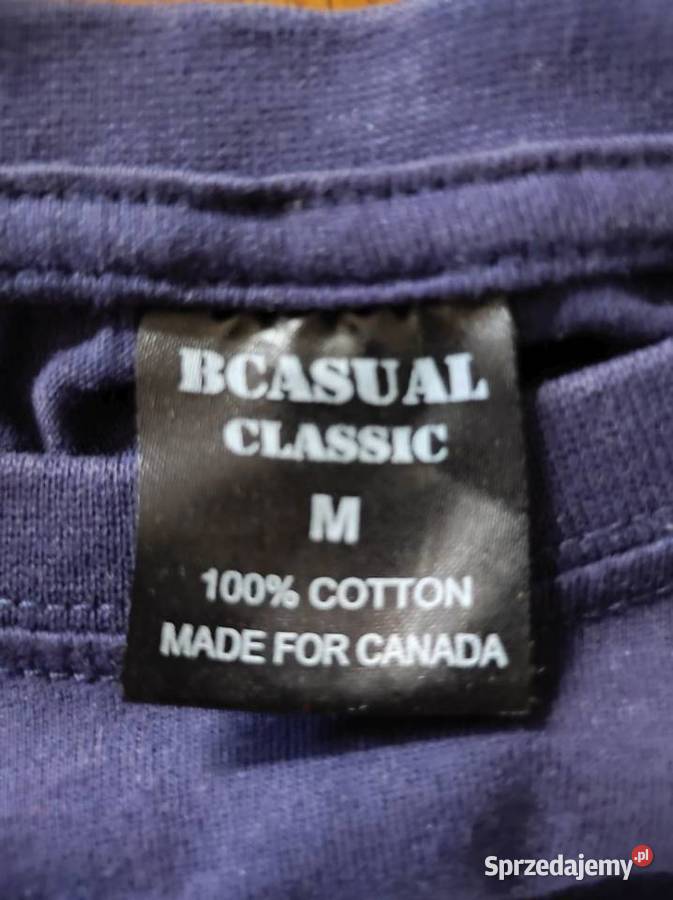 BCASUAL
CLASSIC
M
100% COTTON
MADE FOR CANADA
Sprzedajemy.pl